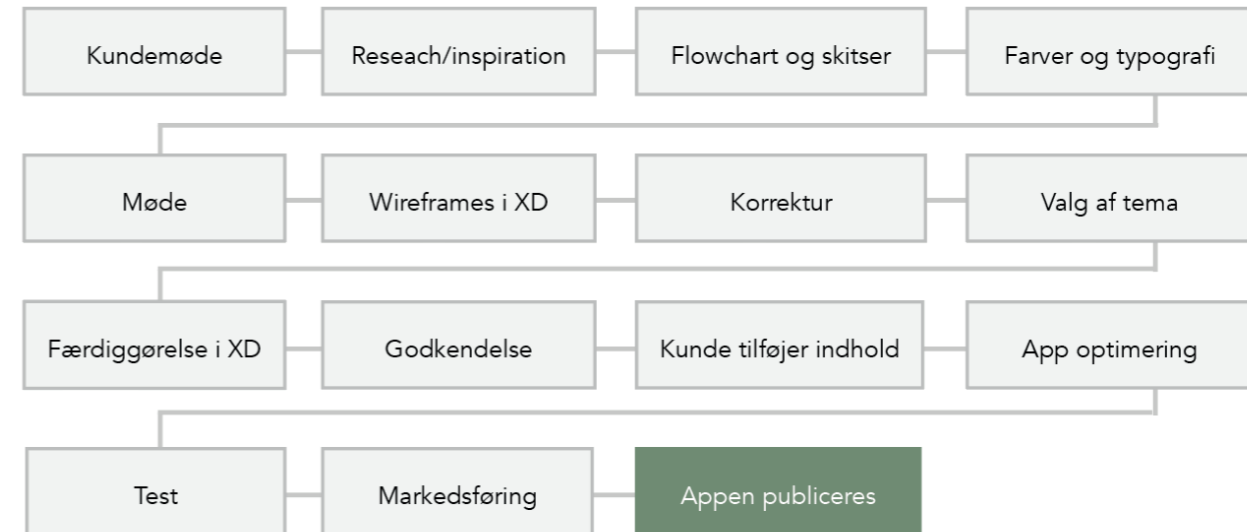 Kundemøde
Reseach/inspiration
Flowchart og skitser
Farver og typografi
Møde
Wireframes i XD
Korrektur
Valg af tema
Færdiggørelse i XD
Godkendelse
Kunde tilføjer indhold
App optimering
Test
Markedsføring
Appen publiceres